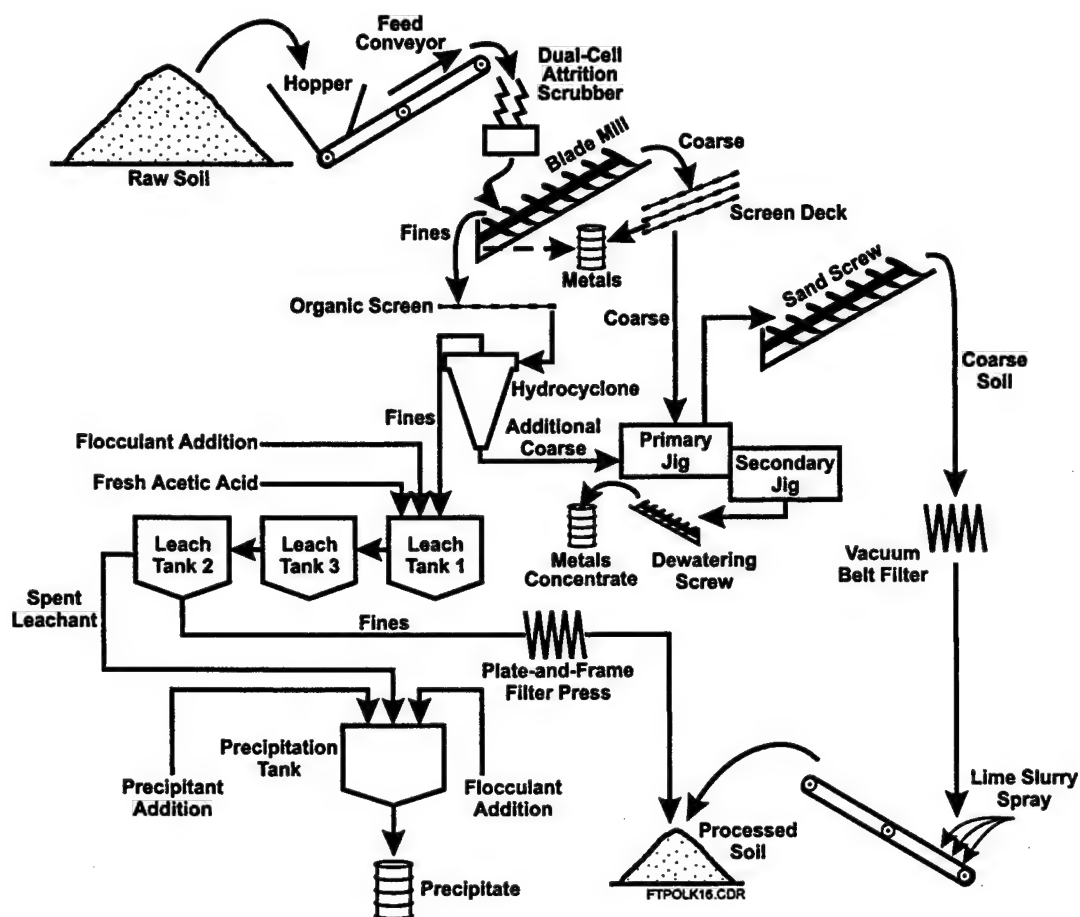 Feed
Conveyor
Hopper
Dual-Cell
Attrition
Scrubber
Raw Soil
Blade Mill
Coarse
Screen Deck
Fines
Metals
Organic Screen
Sand Screw
Coarse
Coarse
Soil
Hydrocyclone
Fines
Additional
Coarse
Primary
Jig
Secondary
Jig
Flocculant Addition
Fresh Acetic Acid
Leach
Tank 2
Leach
Tank 3
Leach
Tank 1
Metals
Concentrate
Dewatering
Screw
Vacuum
Belt Filter
Spent
Leachant
Fines
Plate-and-Frame
Filter Press
Precipitation
Tank
Precipitant
Addition
Flocculant
Addition
Lime Slurry
Spray
Processed
Soil
FTPOLK16.CDR
Precipitate